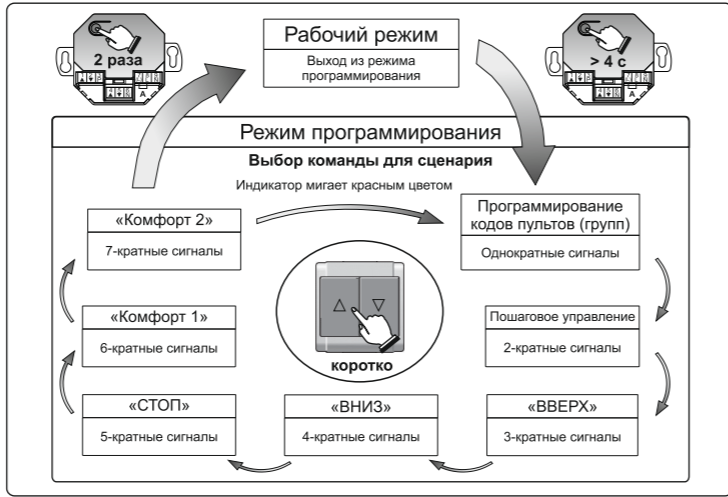 2 раза
Рабочий режим
Выход из режима
программирования
> 4 с
A
A
Режим программирования
Выбор команды для сценария
Индикатор мигает красным цветом
«Комфорт 2»
7-кратные сигналы
Программирование
кодов пультов (групп)
Однократные сигналы
«Комфорт 1»
6-кратные сигналы
Пошаговое управление
2-кратные сигналы
коротко
«СТОП»
5-кратные сигналы
«ВНИЗ»
4-кратные сигналы
«ВВЕРХ»
3-кратные сигналы